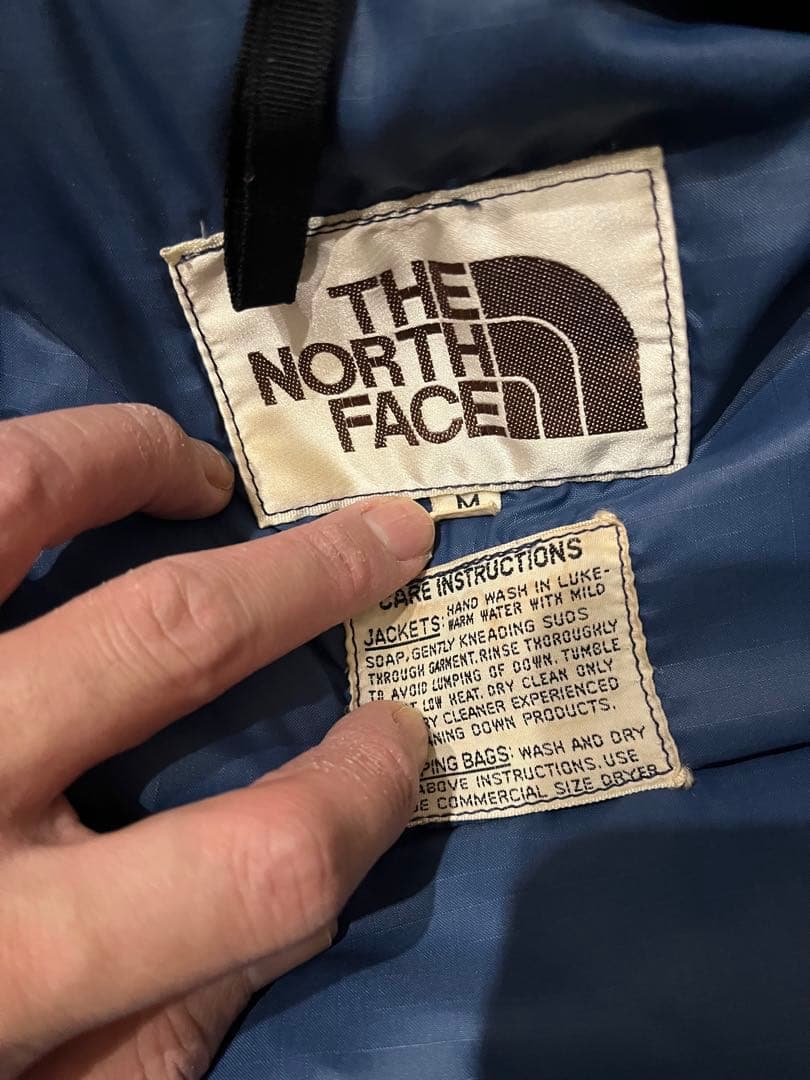 THE
NORTH
FACE
M
CARE INSTRUCTIONS
JACKETS: HAND WASH IN LUKE-
WARM WATER WITH MILD
SOAP, GENTLY KNEADING SUDS
THROUGH GARMENT. RINSE THOROUGHLY
TO AVOID LUMPING OF DOWN. TUMBLE
LOW HEAT. DRY CLEAN ONLY
CLEANER EXPERIENCED
DOWN PRODUCTS.
BAGS: WASH AND DRY
ABOVE INSTRUCTIONS. USE
COMMERCIAL SIZE DRYER